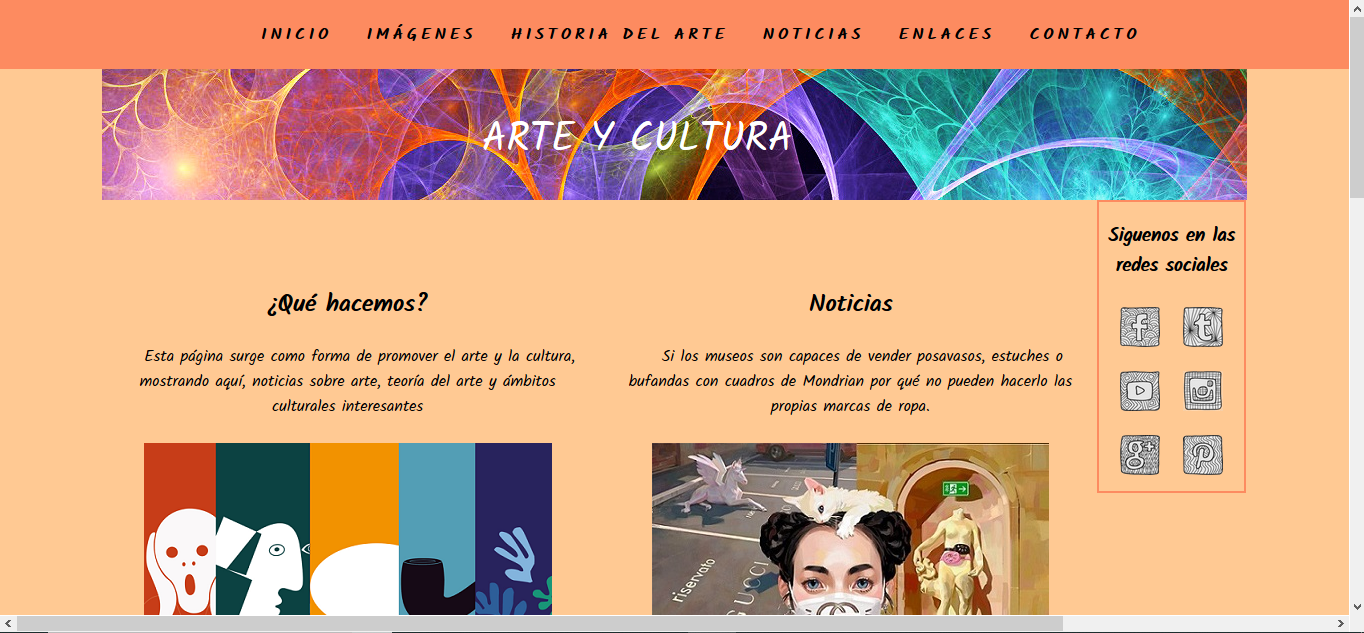 INICIO IMÁGENES HISTORIA DEL ARTE NOTICIAS ENLACES CONTACTO
ARTE Y CULTURA
Siguenos en las
redes sociales
¿Qué hacemos?
Esta página surge como forma de promover el arte y la cultura,
mostrando aquí, noticias sobre arte, teoría del arte y ámbitos
culturales interesantes
Noticias
Si los museos son capaces de vender posavasos, estuches o
bufandas con cuadros de Mondrian por qué no pueden hacerlo las
propias marcas de ropa.
riservato
GUCCI